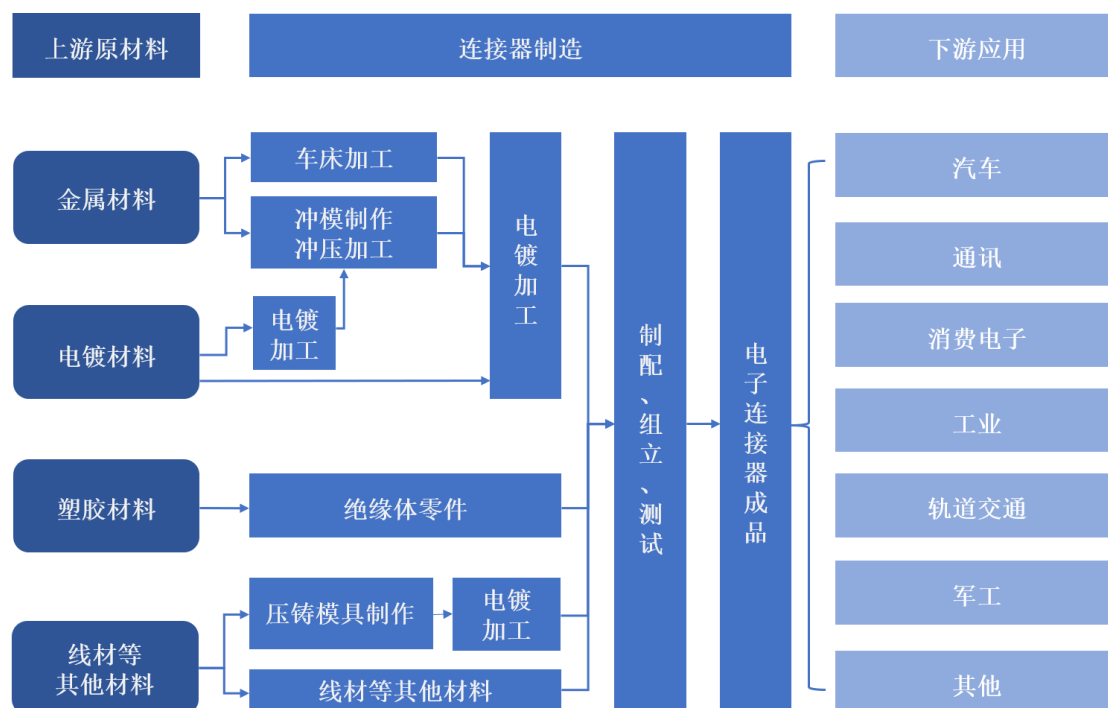 上游原材料
连接器制造
下游应用
金属材料
车床加工
冲模制作
冲压加工
电镀加工
电镀材料
电镀
加工
塑胶材料
绝缘体零件
线材等
其他材料
压铸模具制作
电镀
加工
线材等其他材料
制配、组立、测试
电子连接器成品
汽车
通讯
消费电子
工业
轨道交通
军工
其他